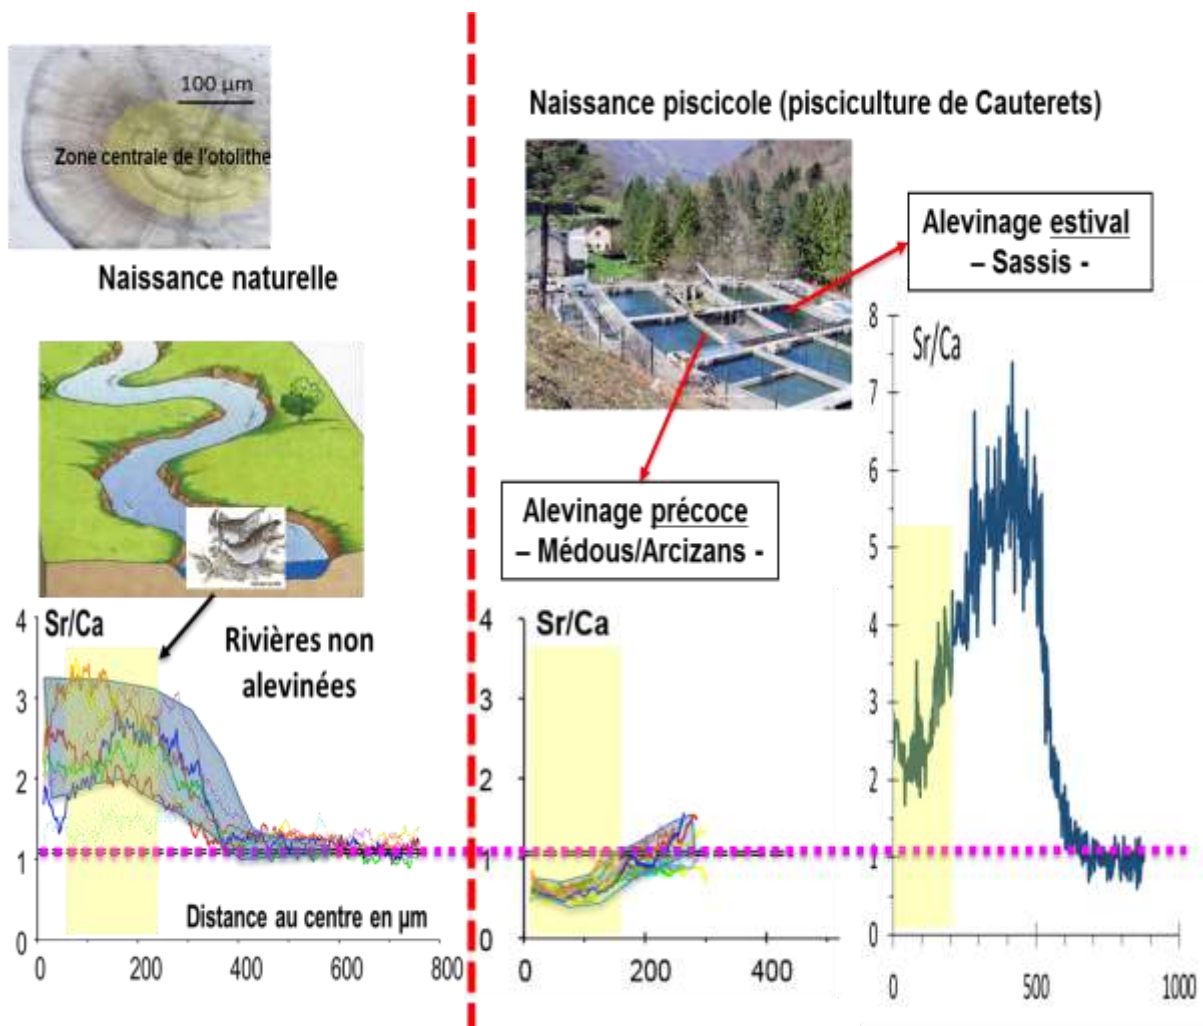 100 µm
Zone centrale de l'otolithe
Naissance naturelle
Naissance piscicole (pisciculture de Cauterets)
Alevinage estival
– Sassis -
Alevinage précoce
– Médous/Arcizans -
Rivières non
alevinées
Sr/Ca
4
3
2
1
0
Distance au centre en µm
0
200
400
600
800
Sr/Ca
4
3
2
1
0
0
200
400
Sr/Ca
8
7
6
5
4
3
2
1
0
0
500
1000